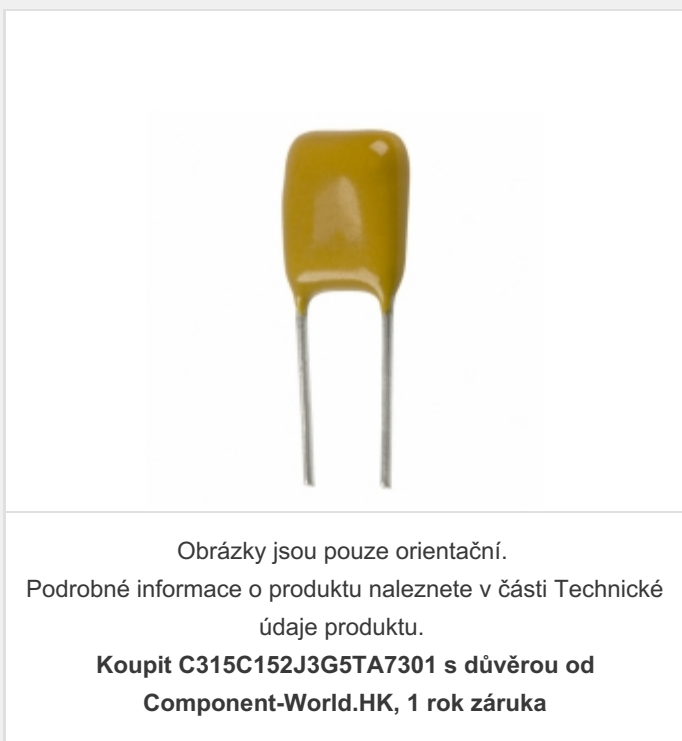 Obrázky jsou pouze orientační.
Podrobné informace o produktu naleznete v části Technické
údaje produktu.
Koupit C315C152J3G5TA7301 s důvěrou od
Component-World.HK, 1 rok záruka